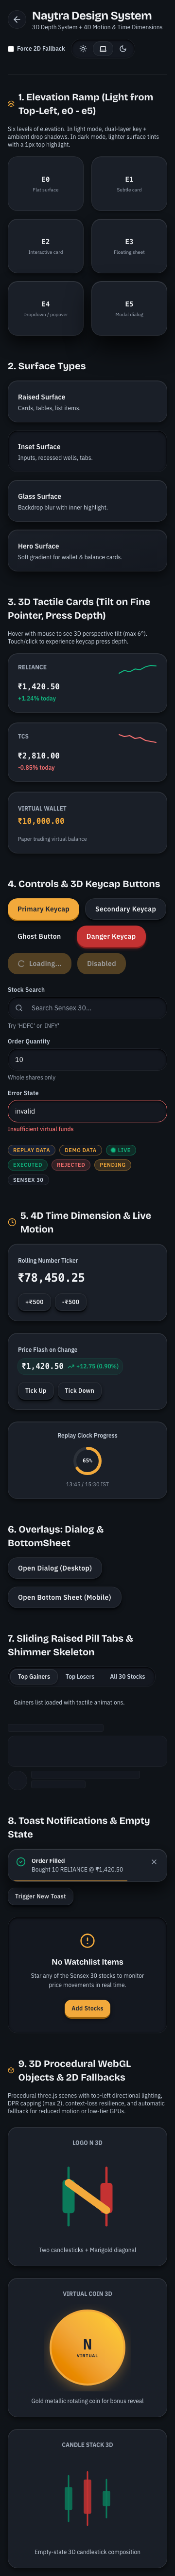 Naytra Design System
3D Depth System + 4D Motion & Time Dimensions
Force 2D Fallback
1. Elevation Ramp (Light from
Top-Left, e0 - e5)
Six levels of elevation. In light mode, dual-layer key +
ambient drop shadows. In dark mode, lighter surface tints
with a 1px top highlight.
E0
Flat surface
E1
Subtle card
E2
Interactive card
E3
Floating sheet
E4
Dropdown / popover
E5
Modal dialog
2. Surface Types
Raised Surface
Cards, tables, list items.
Inset Surface
Inputs, recessed wells, tabs.
Glass Surface
Backdrop blur with inner highlight.
Hero Surface
Soft gradient for wallet & balance cards.
3. 3D Tactile Cards (Tilt on Fine
Pointer, Press Depth)
Hover with mouse to see 3D perspective tilt (max 6°).
Touch/click to experience keycap press depth.
RELIANCE
₹1,420.50
+1.24% today
TCS
₹2,810.00
-0.85% today
VIRTUAL WALLET
₹10,000.00
Paper trading virtual balance
4. Controls & 3D Keycap Buttons
Primary Keycap
Secondary Keycap
Ghost Button
Danger Keycap
Loading...
Disabled
Stock Search
Search Sensex 30...
Try 'HDFC' or 'INFY'
Order Quantity
10
Whole shares only
Error State
invalid
Insufficient virtual funds
REPLAY DATA
DEMO DATA
LIVE
EXECUTED
REJECTED
PENDING
SENSEX 30
5. 4D Time Dimension & Live
Motion
Rolling Number Ticker
₹78,450.25
+₹500
-₹500
Price Flash on Change
₹1,420.50 +12.75 (0.90%)
Tick Up
Tick Down
Replay Clock Progress
65%
13:45 / 15:30 IST
6. Overlays: Dialog &
BottomSheet
Open Dialog (Desktop)
Open Bottom Sheet (Mobile)
7. Sliding Raised Pill Tabs &
Shimmer Skeleton
Top Gainers
Top Losers
All 30 Stocks
Gainers list loaded with tactile animations.
8. Toast Notifications & Empty
State
Order Filled
Bought 10 RELIANCE @ ₹1,420.50
Trigger New Toast
No Watchlist Items
Star any of the Sensex 30 stocks to monitor
price movements in real time.
Add Stocks
9. 3D Procedural WebGL
Objects & 2D Fallbacks
Procedural three.js scenes with top-left directional lighting,
DPR capping (max 2), context-loss resilience, and automatic
fallback for reduced motion or low-tier GPUs.
LOGO N 3D
Two candlesticks + Marigold diagonal
VIRTUAL COIN 3D
N
VIRTUAL
Gold metallic rotating coin for bonus reveal
CANDLE STACK 3D
Empty-state 3D candlestick composition